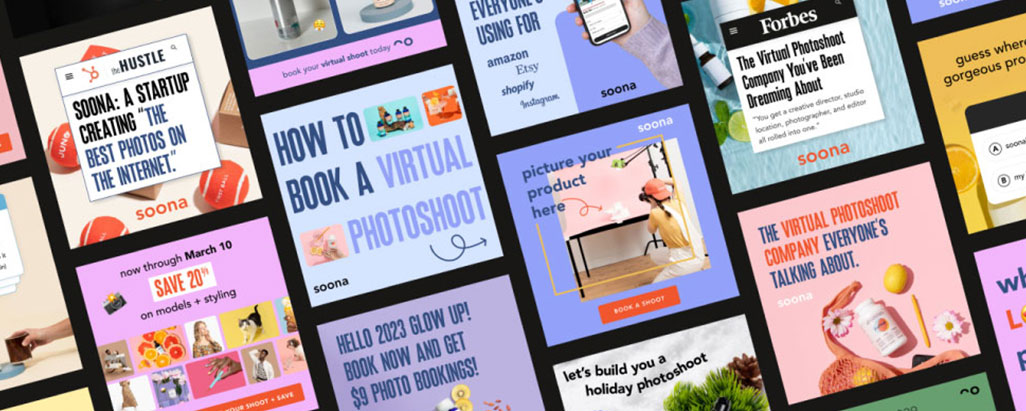 book your virtual shoot today
EVERYONE'S
USING FOR
amazon
Etsy
shopify
Instagram
soona
Forbes
The Virtual Photoshoot
Company You've Been
Dreaming About
"You get a creative director, studio
location, photographer, and editor
all rolled into one."
soona
guess where
gorgeous pro
A soona
B my
the HUSTLE
SOONA: A STARTUP
CREATING "THE
BEST PHOTOS ON
THE INTERNET."
soona
HOW TO
BOOK A VIRTUAL
PHOTOSHOOT
soona
soona
picture your
product
here
BOOK A SHOOT
THE VIRTUAL PHOTOSHOOT
COMPANY EVERYONE'S
TALKING ABOUT.
soona
now through March 10
SAVE 20%
on models + styling
YOUR SHOOT + SAVE
HELLO 2023 GLOW UP!
BOOK NOW AND GET
$9 PHOTO BOOKINGS!
let's build you a
holiday photoshoot